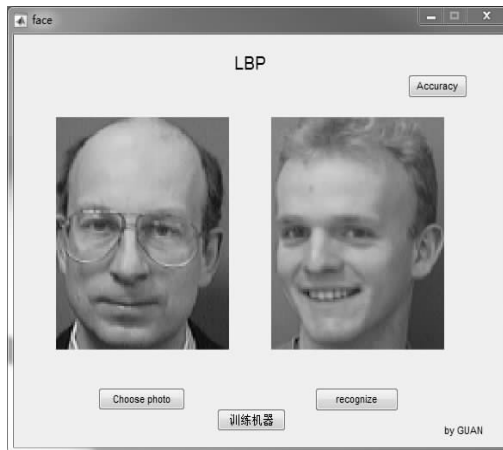 face
LBP
Accuracy
Choose photo
recognize
训练机器
by GUAN